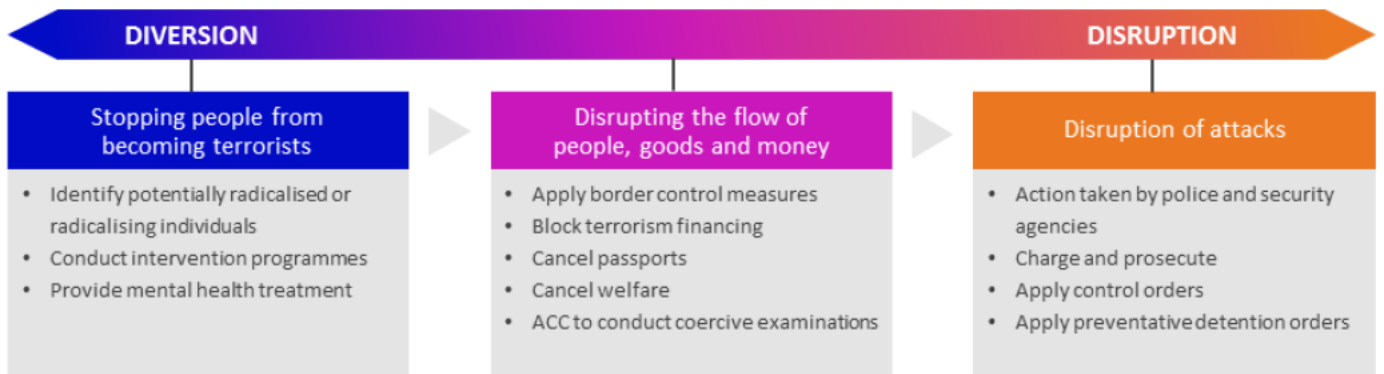 DIVERSION
DISRUPTION
Stopping people from
becoming terrorists
• Identify potentially radicalised or
radicalising individuals
• Conduct intervention programmes
• Provide mental health treatment
Disrupting the flow of
people, goods and money
• Apply border control measures
• Block terrorism financing
• Cancel passports
• Cancel welfare
• ACC to conduct coercive examinations
Disruption of attacks
• Action taken by police and security
agencies
• Charge and prosecute
• Apply control orders
• Apply preventative detention orders